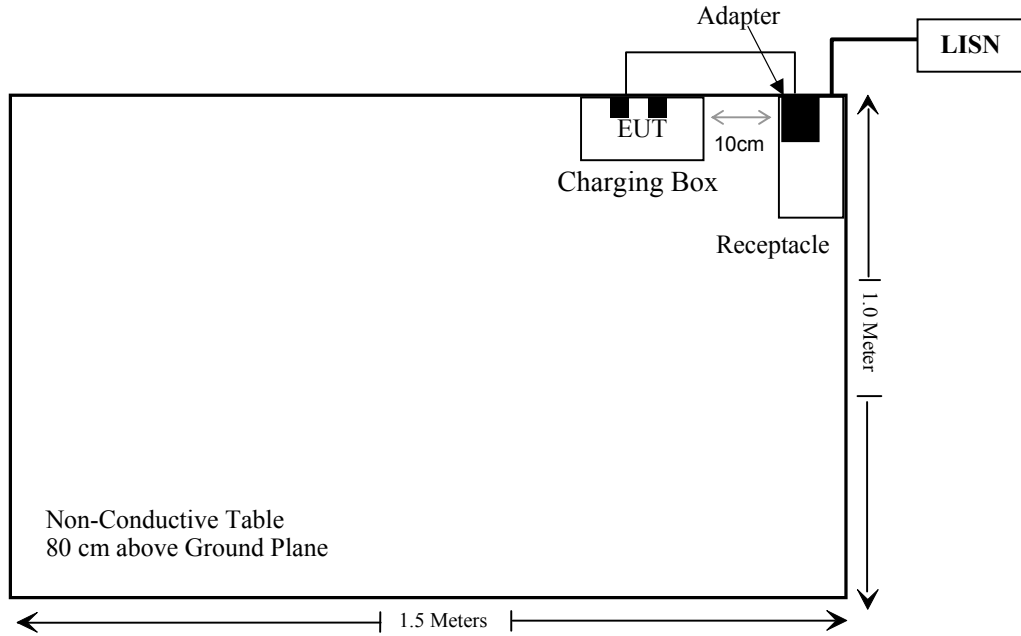 Adapter
LISN
EUT
10cm
Charging Box
Receptacle
1.0 Meter
Non-Conductive Table
80 cm above Ground Plane
1.5 Meters